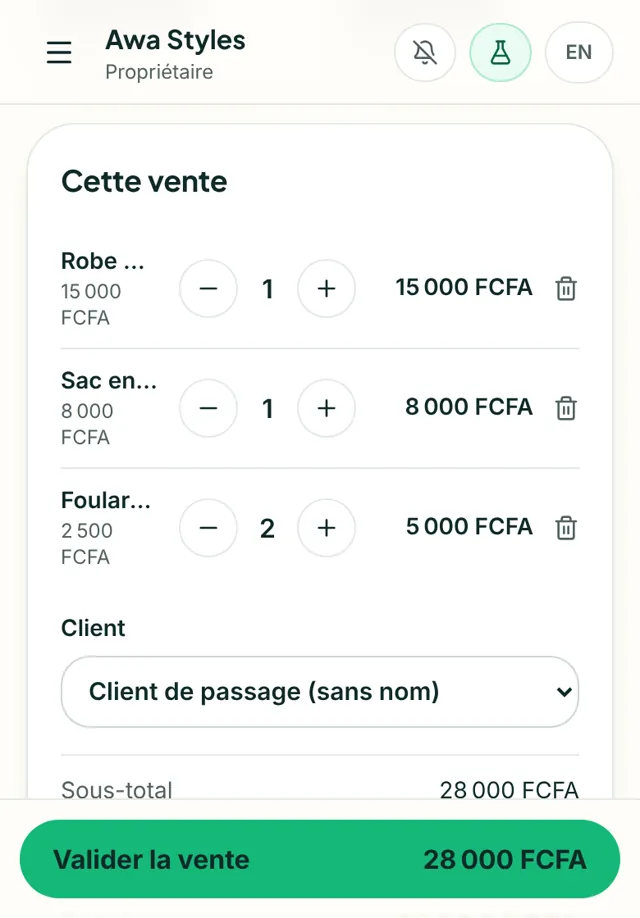 Awa Styles
Propriétaire
EN
Cette vente
Robe ...
15 000
FCFA
1
15 000 FCFA
Sac en...
8 000
FCFA
1
8 000 FCFA
Foular...
2 500
FCFA
2
5 000 FCFA
Client
Client de passage (sans nom)
Sous-total 28 000 FCFA
Valider la vente 28 000 FCFA